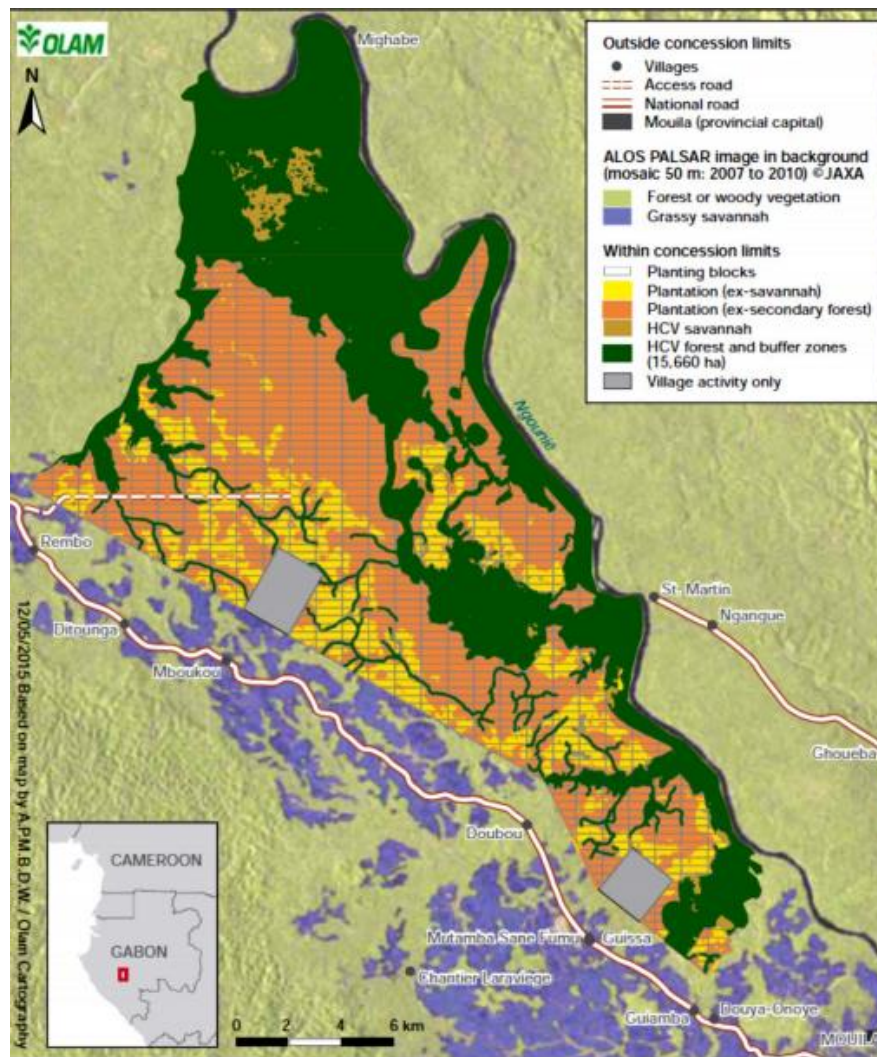 OLAM
N
Mighabe
Outside concession limits
Villages
Access road
National road
Mouila (provincial capital)
ALOS PALSAR image in background
(mosaic 50 m: 2007 to 2010) ©JAXA
Forest or woody vegetation
Grassy savannah
Within concession limits
Planting blocks
Plantation (ex-savannah)
Plantation (ex-secondary forest)
HCV savannah
HCV forest and buffer zones
(15,660 ha)
Village activity only
Ngounié
Rembo
Ditounga
Mboukou
St. Martin
Ngangue
Ghoueba
Doubou
Mutamba Sane Fumu
Guissa
Chantier Laraviege
Guiamba
Douya-Onoye
MOUILA
CAMEROON
GABON
0 2 4 6 km
12/05/2015 Based on map by A.P.M.B.D.W. / Olam Cartography